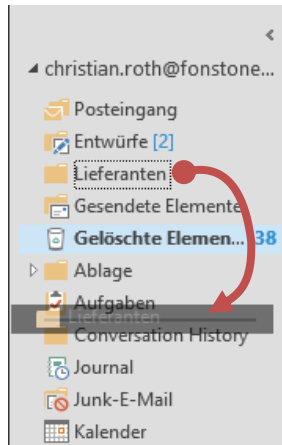 christian.roth@fonstone...
Posteingang
Entwürfe [2]
Lieferanten
Gesendete Elemente
Gelöschte Elemen... 38
Ablage
Aufgaben
Lieferanten
Conversation History
Journal
Junk-E-Mail
Kalender